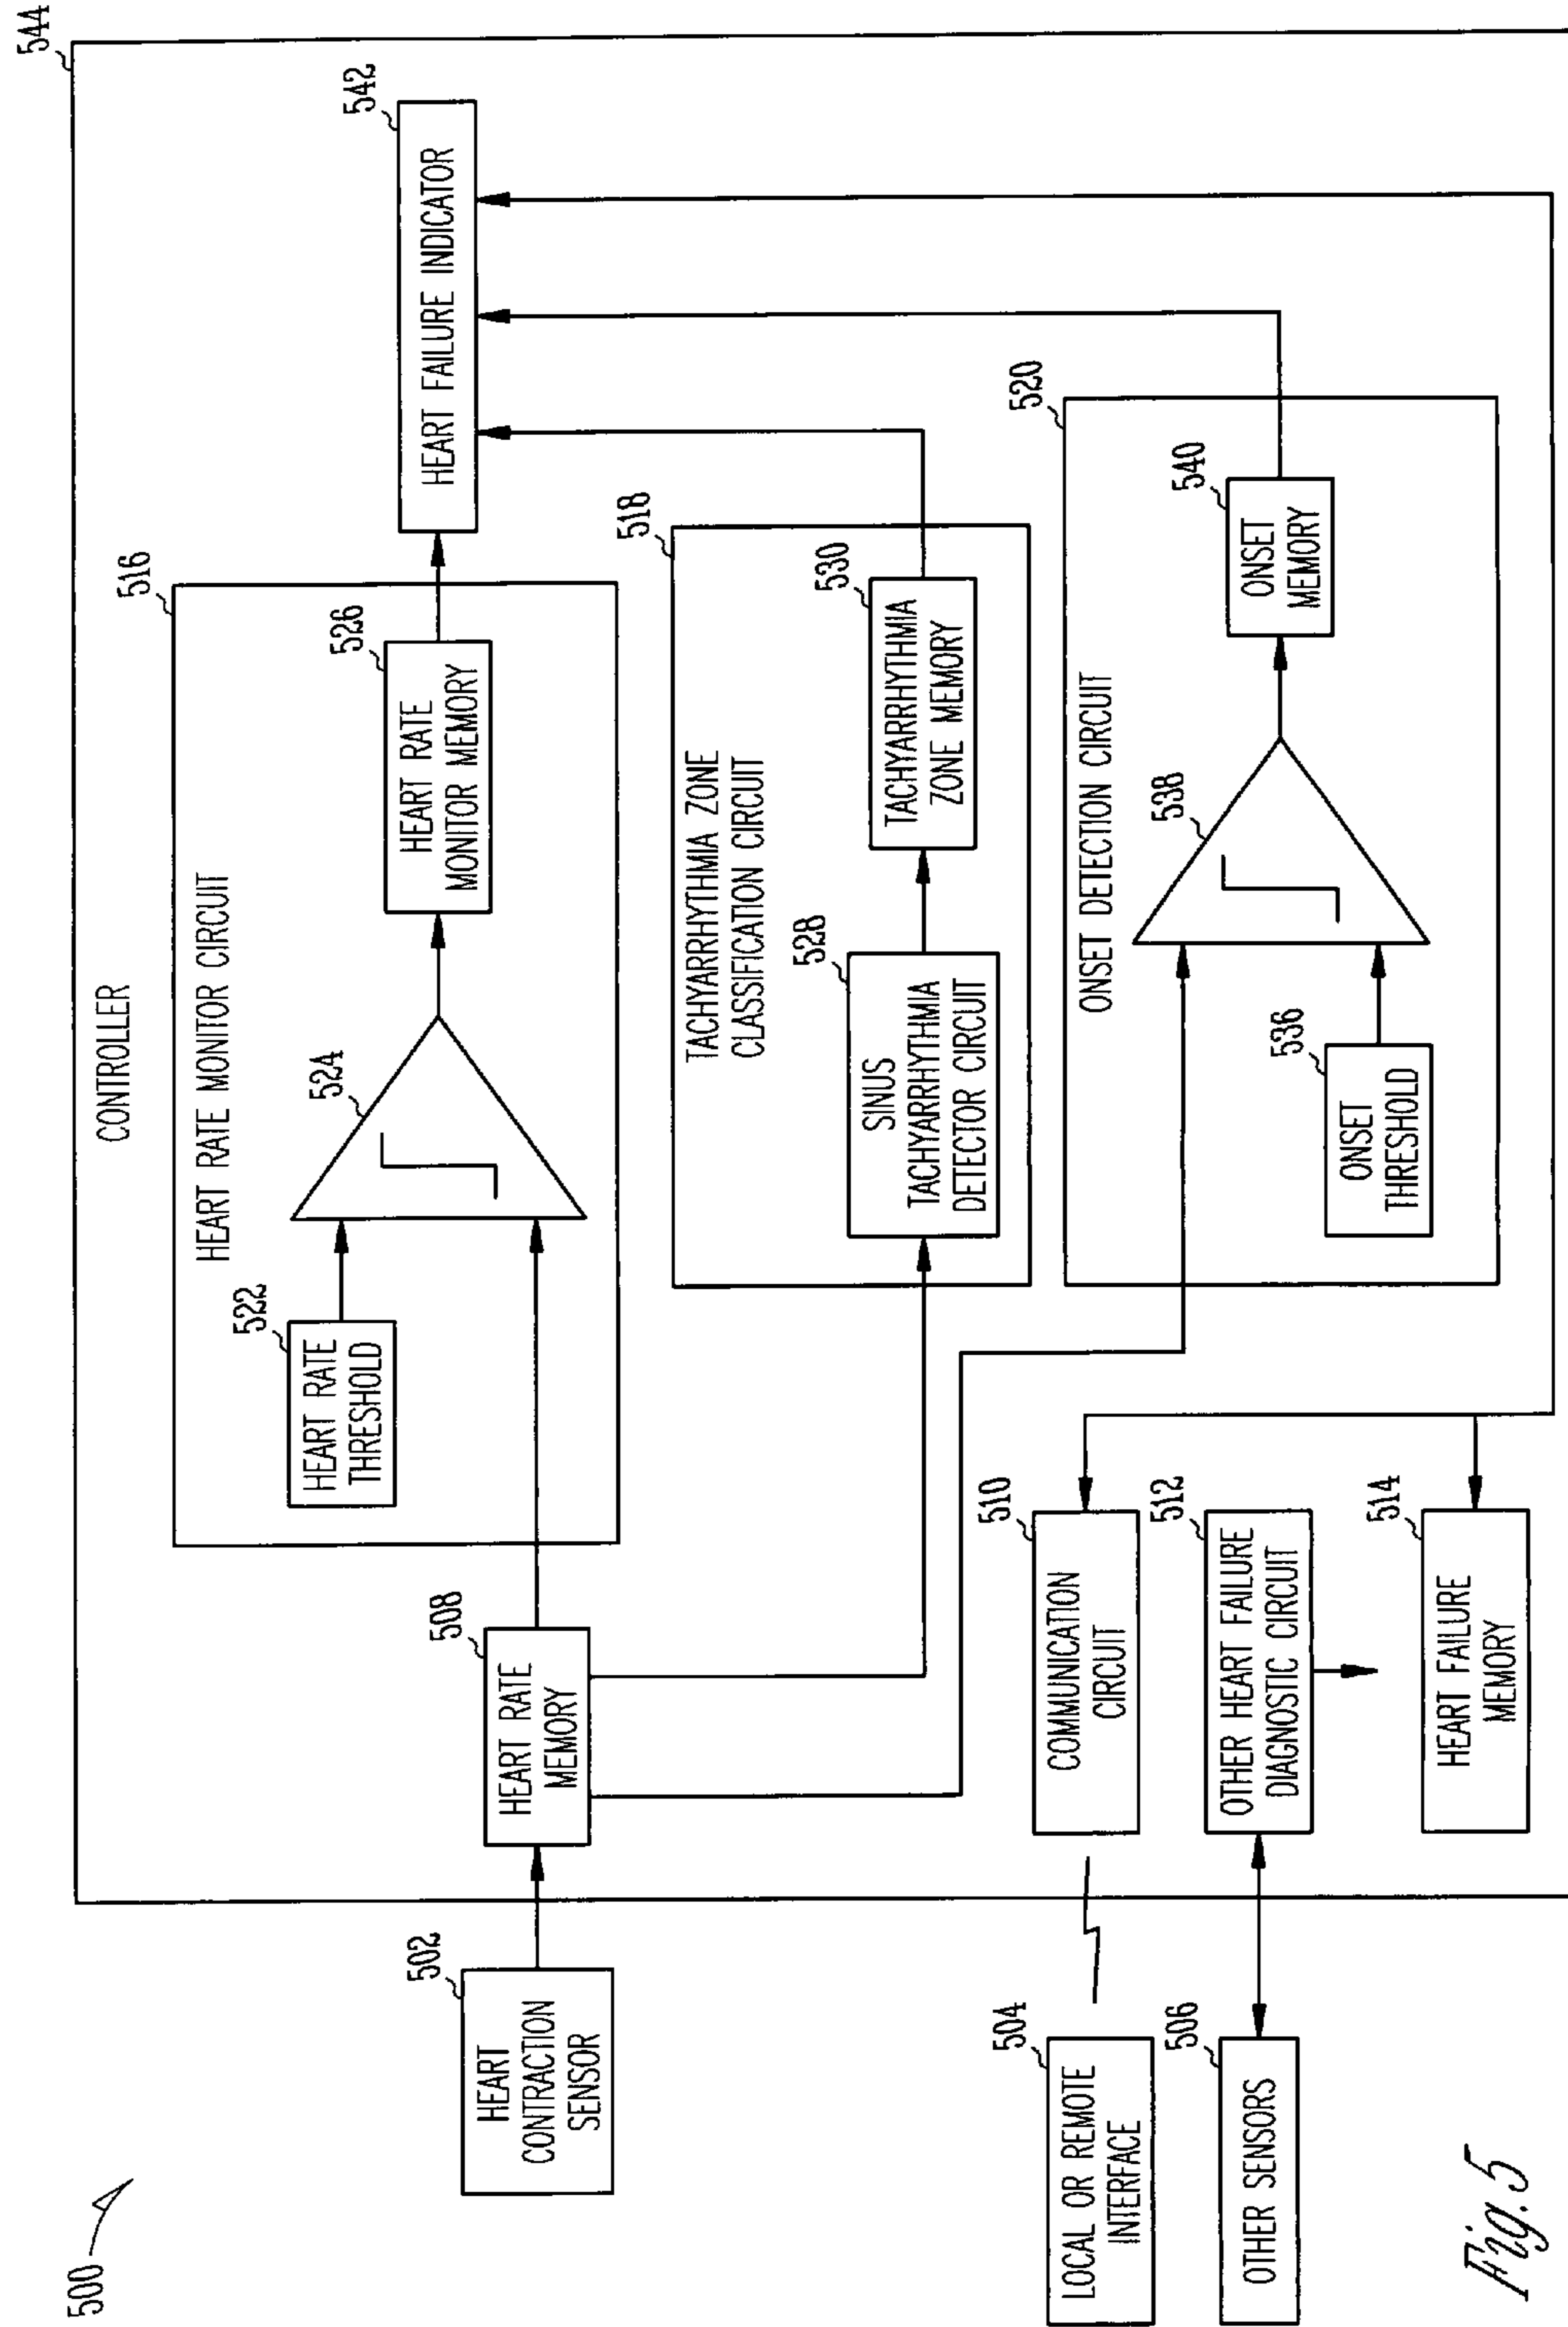 500
544
CONTROLLER
516
HEART RATE MONITOR CIRCUIT
522
HEART RATE
THRESHOLD
524
526
HEART RATE
MONITOR MEMORY
542
HEART FAILURE INDICATOR
502
HEART
CONTRACTION
SENSOR
508
HEART RATE
MEMORY
518
TACHYARRHYTHMIA ZONE
CLASSIFICATION CIRCUIT
528
SINUS
TACHYARRHYTHMIA
DETECTOR CIRCUIT
530
TACHYARRHYTHMIA
ZONE MEMORY
520
ONSET DETECTION CIRCUIT
536
ONSET
THRESHOLD
538
540
ONSET
MEMORY
504
LOCAL OR REMOTE
INTERFACE
510
COMMUNICATION
CIRCUIT
506
OTHER SENSORS
512
OTHER HEART FAILURE
DIAGNOSTIC CIRCUIT
514
HEART FAILURE
MEMORY
Fig. 5